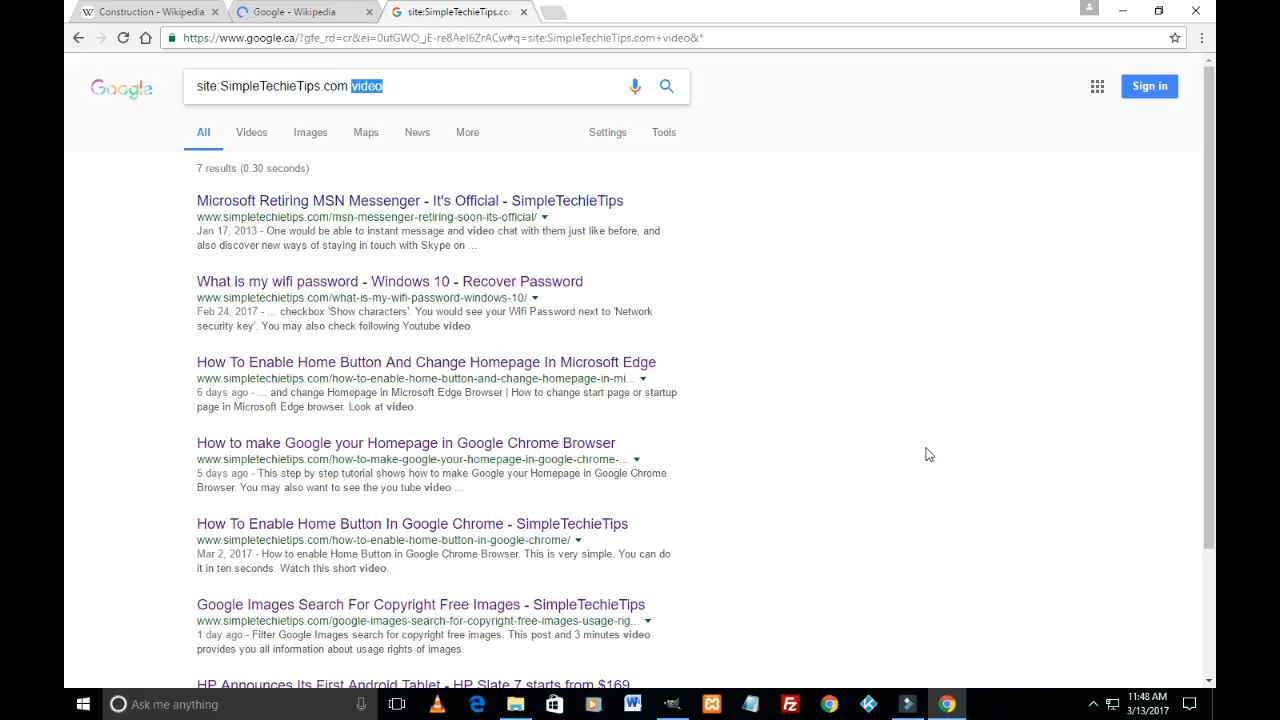 Construction - Wikipedia
Google - Wikipedia
site:SimpleTechieTips.co
https://www.google.ca/?gfe_rd=cr&ei=0ufGWO_jE-re8AeI6ZrACw#q=site:SimpleTechieTips.com+video&*
Google
site:SimpleTechieTips.com video
Sign in
All Videos Images Maps News More Settings Tools
7 results (0.30 seconds)
Microsoft Retiring MSN Messenger - It's Official - SimpleTechieTips
www.simpletechietips.com/msn-messenger-retiring-soon-its-official/
Jan 17, 2013 - One would be able to instant message and video chat with them just like before, and
also discover new ways of staying in touch with Skype on ...
What is my wifi password - Windows 10 - Recover Password
www.simpletechietips.com/what-is-my-wifi-password-windows-10/
Feb 24, 2017 - ... checkbox 'Show characters'. You would see your Wifi Password next to 'Network
security key'. You may also check following Youtube video.
How To Enable Home Button And Change Homepage In Microsoft Edge
www.simpletechietips.com/how-to-enable-home-button-and-change-homepage-in-mi...
6 days ago - ... and change Homepage in Microsoft Edge Browser | How to change start page or startup
page in Microsoft Edge browser. Look at video.
How to make Google your Homepage in Google Chrome Browser
www.simpletechietips.com/how-to-make-google-your-homepage-in-google-chrome-...
5 days ago - This step by step tutorial shows how to make Google your Homepage in Google Chrome
Browser. You may also want to see the you tube video ...
How To Enable Home Button In Google Chrome - SimpleTechieTips
www.simpletechietips.com/how-to-enable-home-button-in-google-chrome/
Mar 2, 2017 - How to enable Home Button in Google Chrome Browser. This is very simple. You can do
it in ten seconds. Watch this short video.
Google Images Search For Copyright Free Images - SimpleTechieTips
www.simpletechietips.com/google-images-search-for-copyright-free-images-usage-rig...
1 day ago - Filter Google Images search for copyright free images. This post and 3 minutes video
provides you all information about usage rights of images.
HP Announces Its First Android Tablet - HP Slate 7 starts from $169
Ask me anything
11:48 AM
3/13/2017